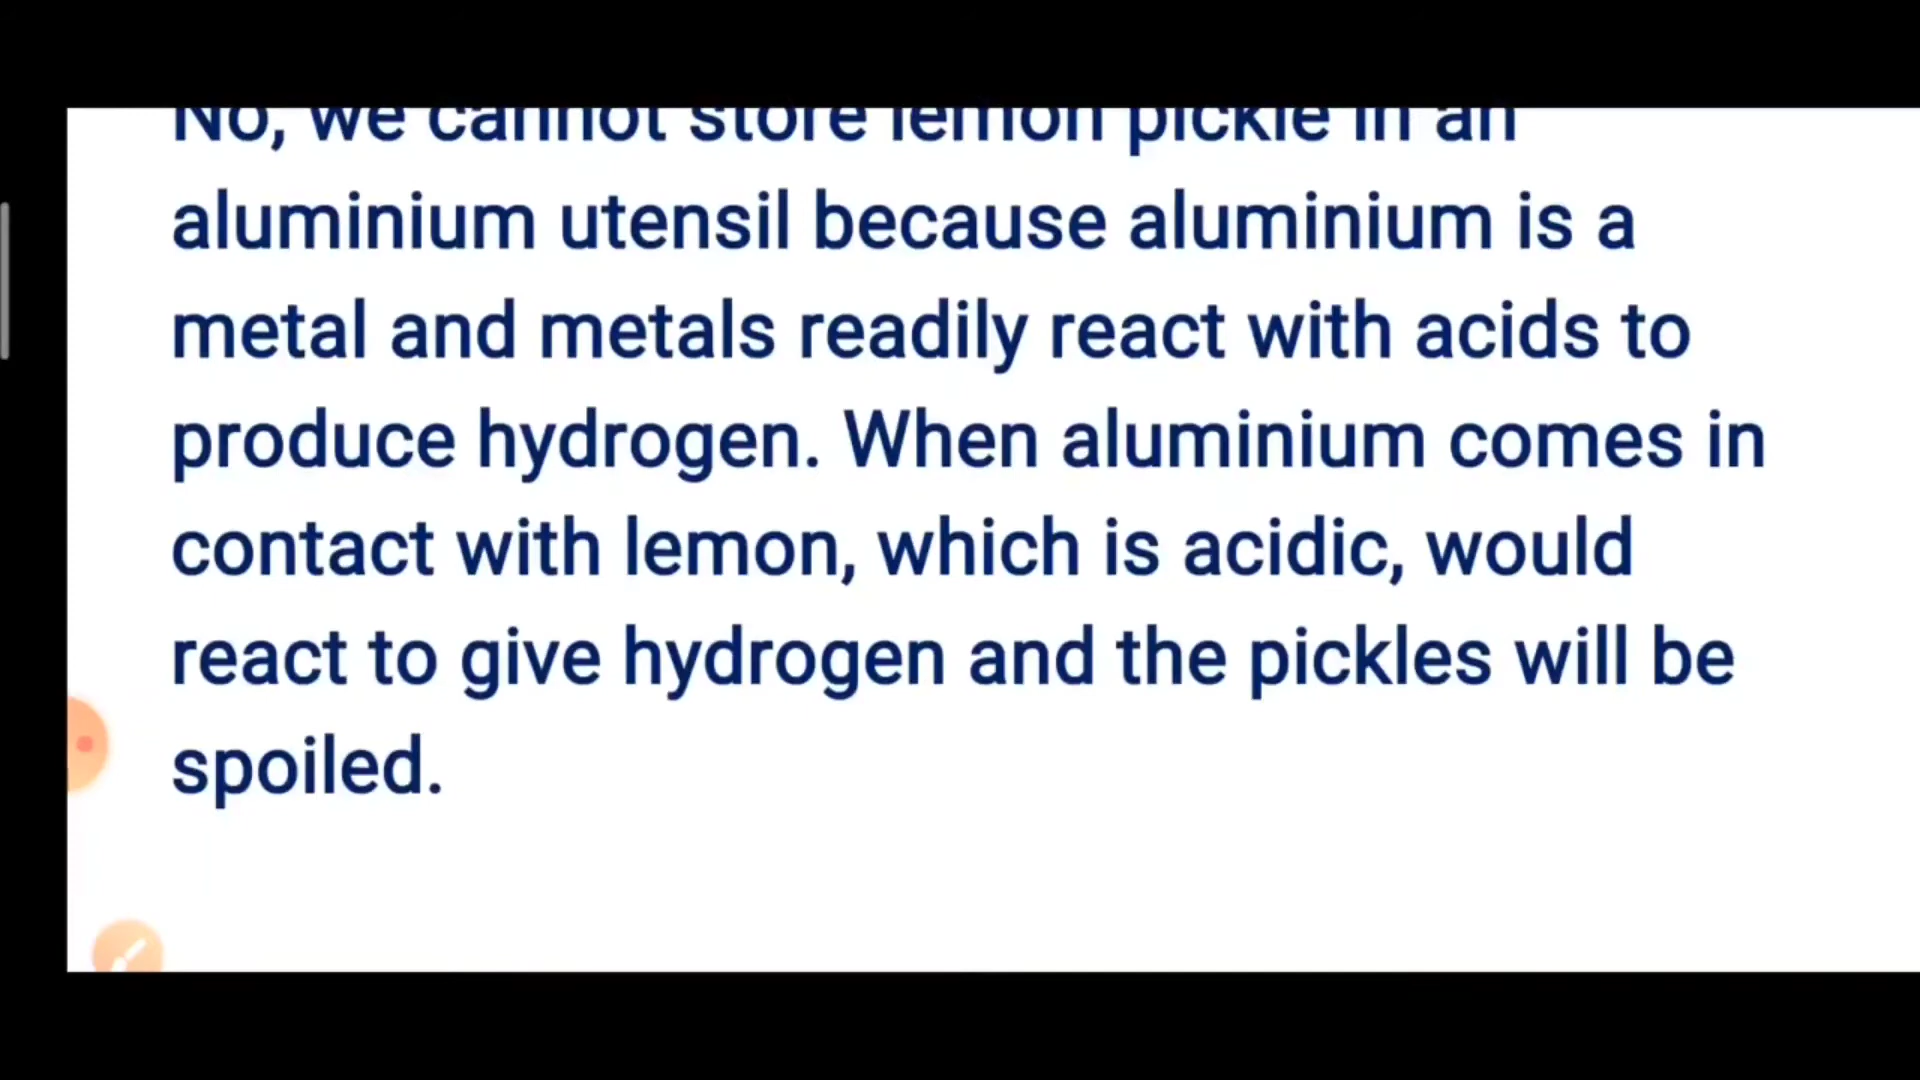 No, we cannot store lemon pickle in an
aluminium utensil because aluminium is a
metal and metals readily react with acids to
produce hydrogen. When aluminium comes in
contact with lemon, which is acidic, would
react to give hydrogen and the pickles will be
spoiled.